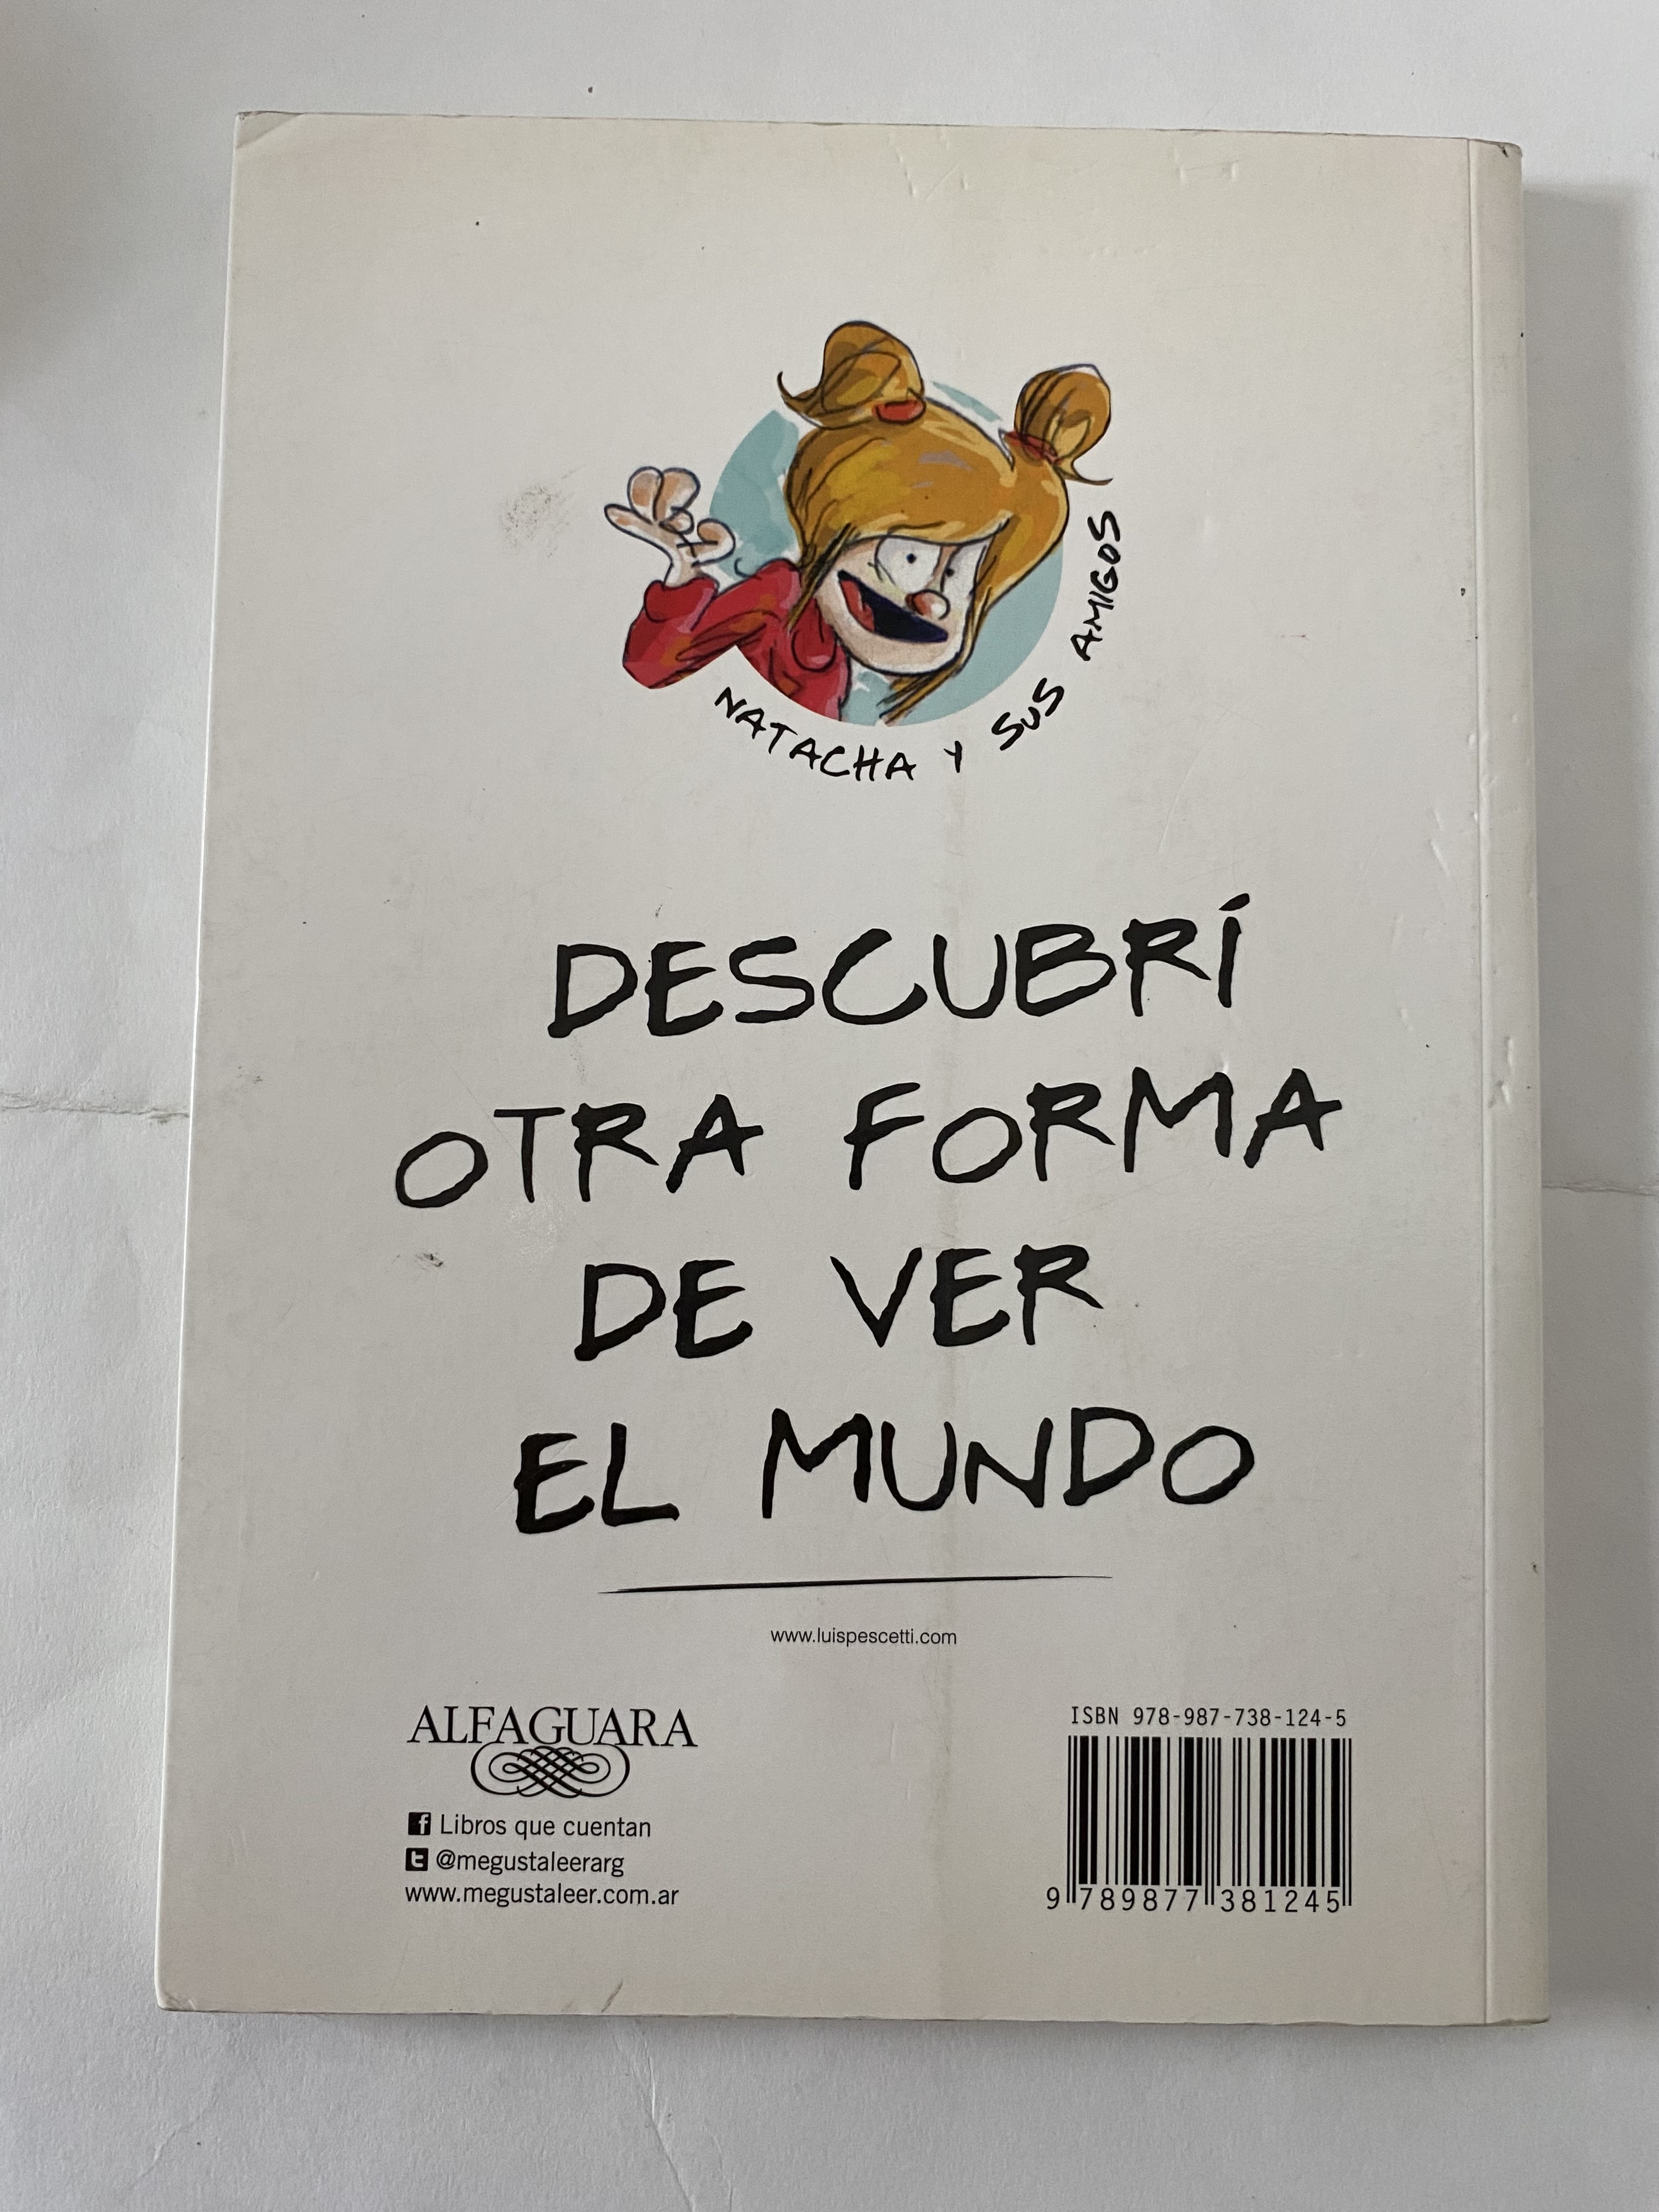 NATACHA Y SUS AMIGOS
DESCUBRÍ
OTRA FORMA
DE VER
EL MUNDO
www.luispescetti.com
ALFAGUARA
Libros que cuentan
@megustaleerarg
www.megustaleer.com.ar
ISBN 978-987-738-124-5
9 789877 381245